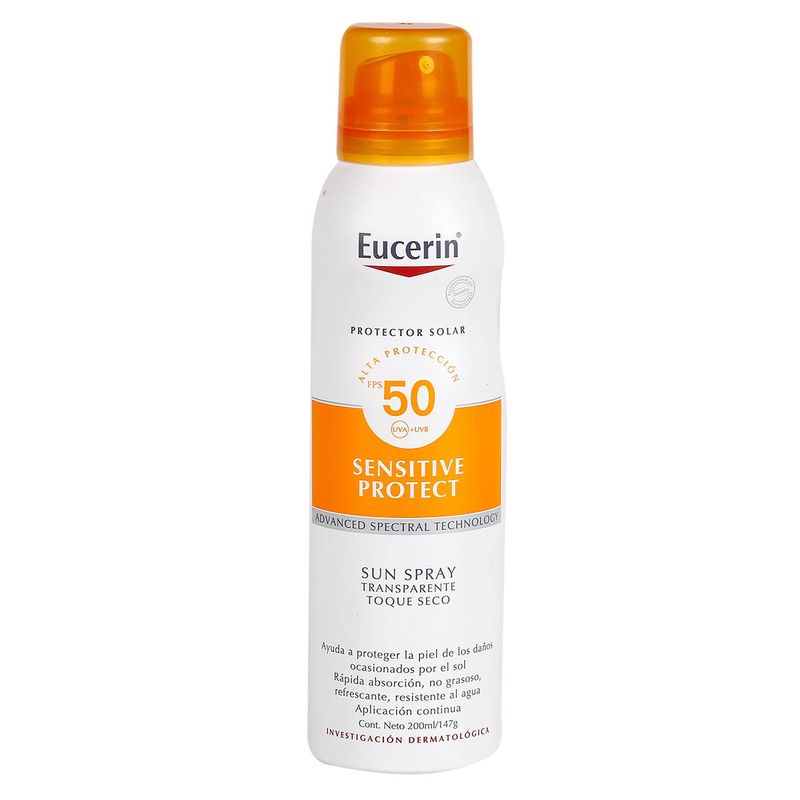 Eucerin®
PROTECTOR SOLAR
ALTA PROTECCIÓN
FPS 50
UVA+UVB
SENSITIVE
PROTECT
ADVANCED SPECTRAL TECHNOLOGY
SUN SPRAY
TRANSPARENTE
TOQUE SECO
Ayuda a proteger la piel de los daños
ocasionados por el sol
Rápida absorción, no grasoso,
refrescante, resistente al agua
Aplicación continua
Cont. Neto 200ml/147g
INVESTIGACIÓN DERMATOLÓGICA